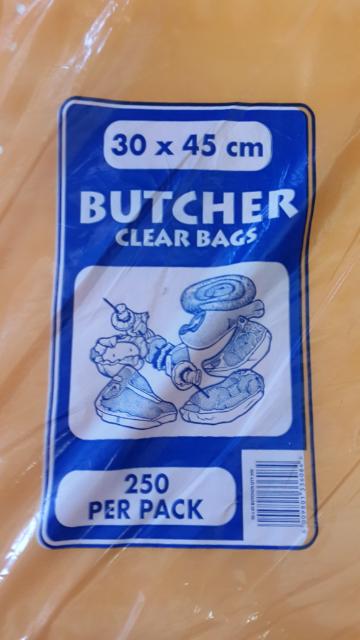 30 x 45 cm
BUTCHER
CLEAR BAGS
250
PER PACK